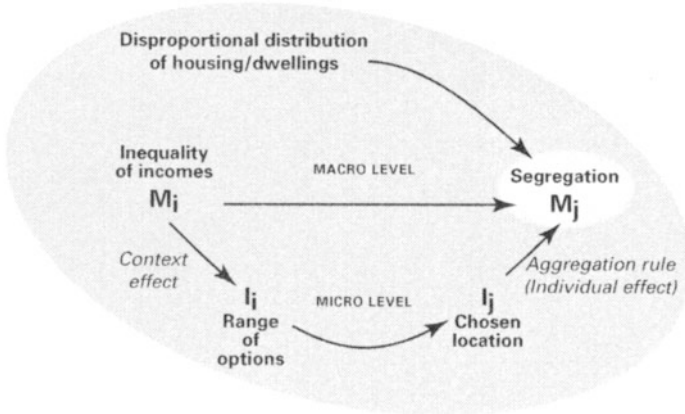 Disproportional distribution
of housing/dwellings
Inequality
of incomes
Mi
MACRO LEVEL
Segregation
Mj
Context
effect
Aggregation rule
(Individual effect)
Ii
Range
of
options
MICRO LEVEL
Ij
Chosen
location